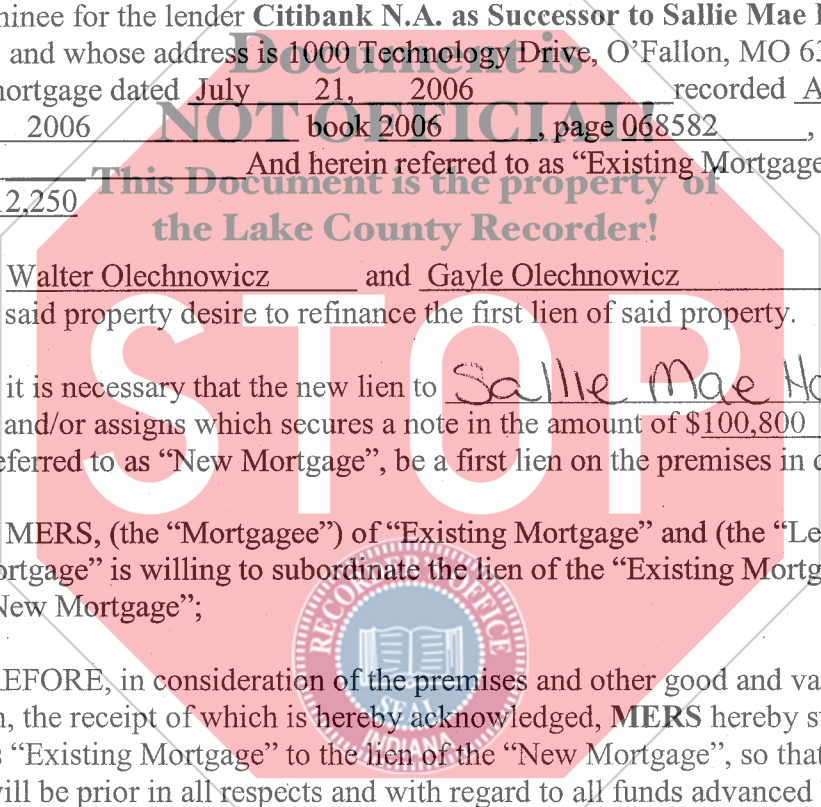 ninee for the lender Citibank N.A. as Successor to Sallie Mae
and whose address is 1000 Technology Drive, O'Fallon, MO 63
Document is
mortgage dated July 21, 2006 recorded A
NOT OFFICIAL!
2006 book 2006, page 068582,
And herein referred to as "Existing Mortgage
This Document is the property of
2,250
the Lake County Recorder!
Walter Olechnowicz and Gayle Olechnowicz
said property desire to refinance the first lien of said property.
STOP
it is necessary that the new lien to Sallie Mae Ho
and/or assigns which secures a note in the amount of $100,800
eferred to as "New Mortgage", be a first lien on the premises in
MERS, (the "Mortgagee") of "Existing Mortgage" and (the "Le
ortgage" is willing to subordinate the lien of the "Existing Mortg
New Mortgage";
RECORDER'S OFFICE
SEAL
INDIANA
EFORE, in consideration of the premises and other good and va
n, the receipt of which is hereby acknowledged, MERS hereby s
s "Existing Mortgage" to the lien of the "New Mortgage", so that
will be prior in all respects and with regard to all funds advanced